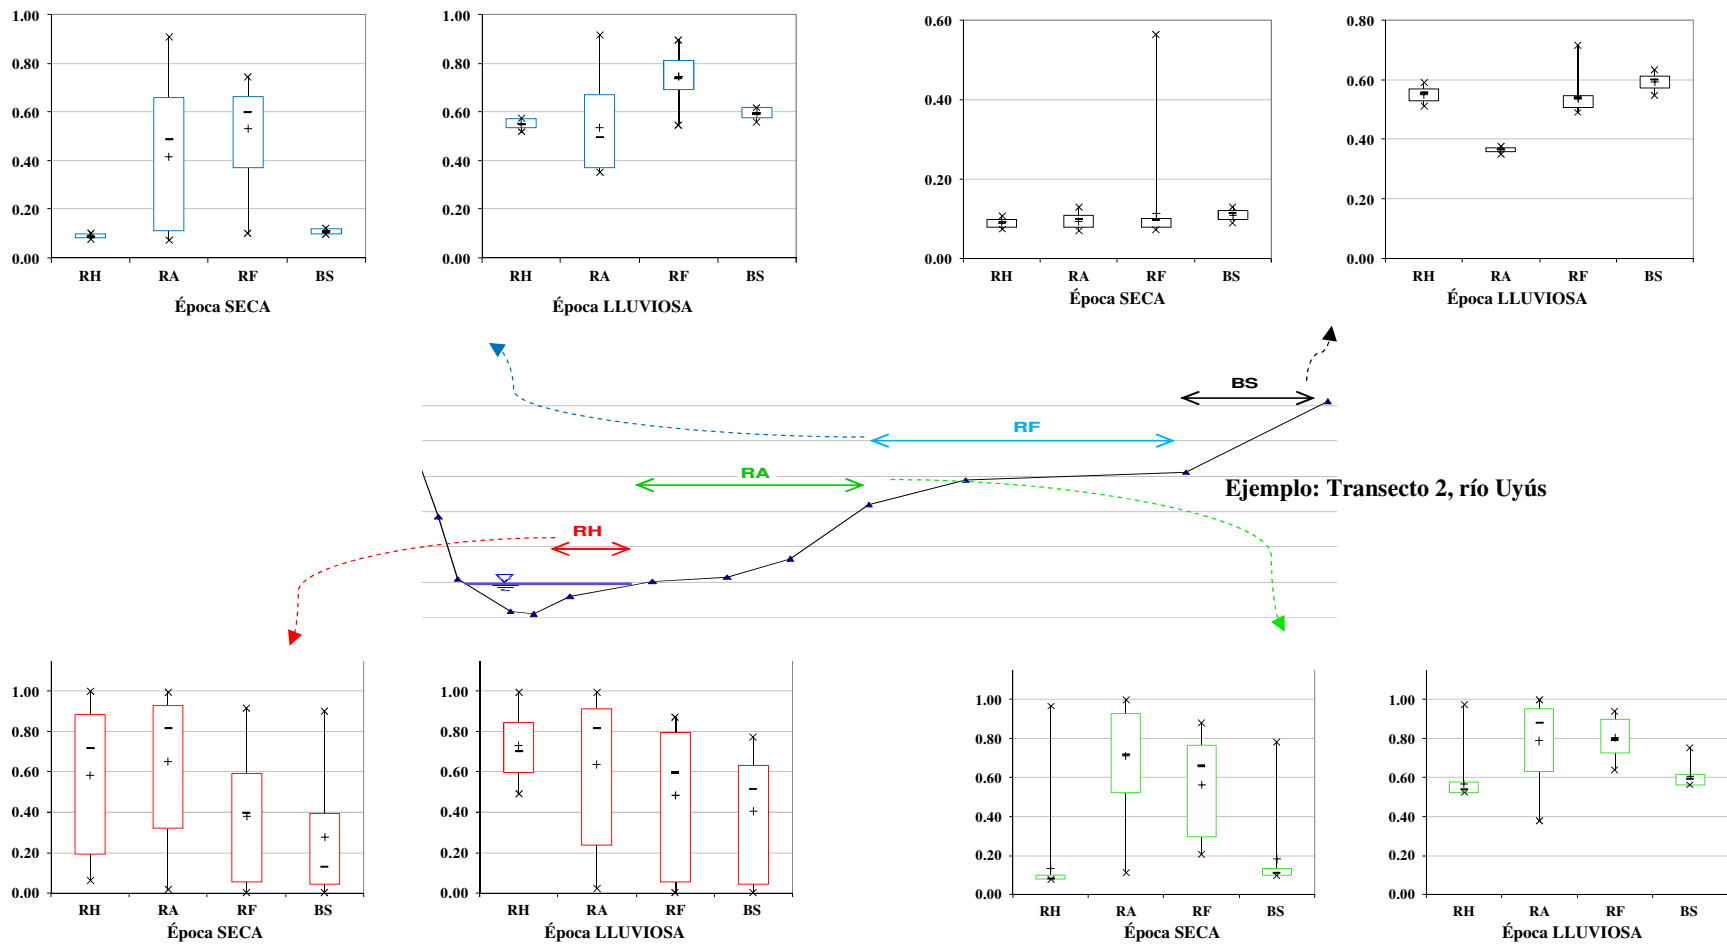 1.00
0.80
0.60
0.40
0.20
0.00
RH RA RF BS
Época SECA
1.00
0.80
0.60
0.40
0.20
0.00
RH RA RF BS
Época LLUVIOSA
0.60
0.40
0.20
0.00
RH RA RF BS
Época SECA
0.80
0.60
0.40
0.20
0.00
RH RA RF BS
Época LLUVIOSA
BS
RF
RA
Ejemplo: Transecto 2, río Uyús
RH
1.00
0.80
0.60
0.40
0.20
0.00
RH RA RF BS
Época SECA
1.00
0.80
0.60
0.40
0.20
0.00
RH RA RF BS
Época LLUVIOSA
1.00
0.80
0.60
0.40
0.20
0.00
RH RA RF BS
Época SECA
1.00
0.80
0.60
0.40
0.20
0.00
RH RA RF BS
Época LLUVIOSA